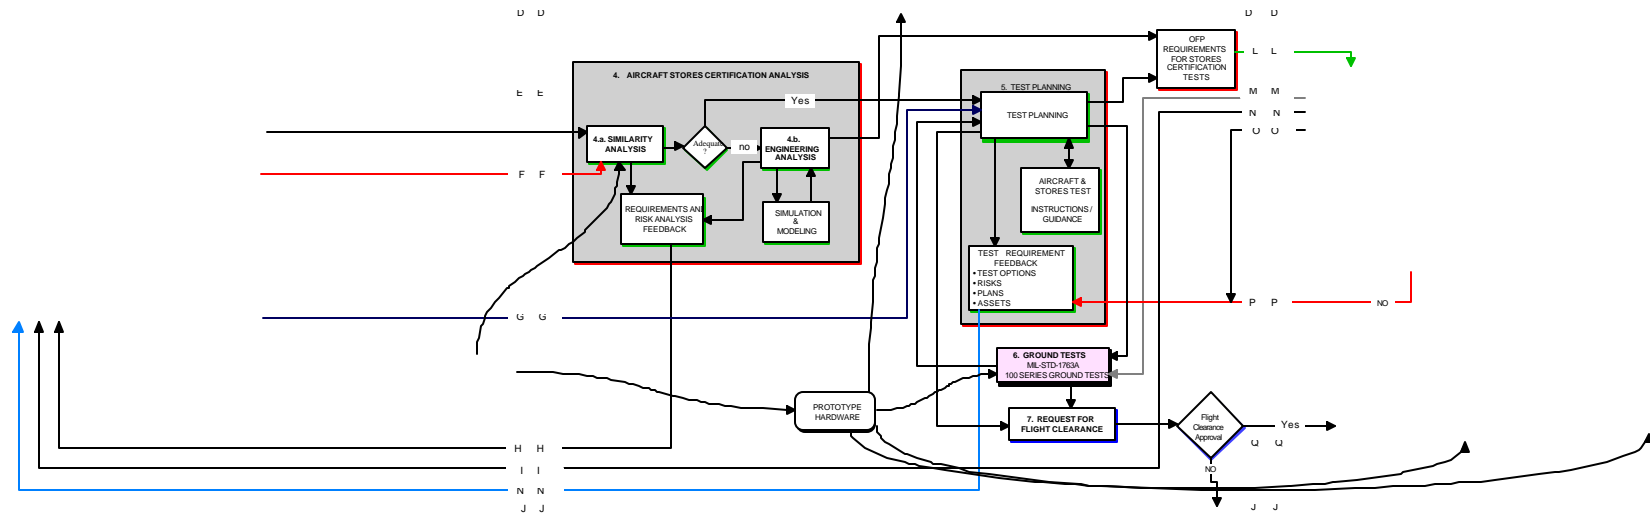 D D
D D
4. AIRCRAFT STORES CERTIFICATION ANALYSIS
OFP
REQUIREMENTS
FOR STORES
CERTIFICATION
TESTS
L L
E E
Yes
5. TEST PLANNING
TEST PLANNING
M M
N N
O O
4.a. SIMILARITY
ANALYSIS
Adequate
?
no
4.b.
ENGINEERING
ANALYSIS
F F
AIRCRAFT &
STORES TEST
INSTRUCTIONS /
GUIDANCE
REQUIREMENTS AND
RISK ANALYSIS
FEEDBACK
SIMULATION
&
MODELING
TEST REQUIREMENT
FEEDBACK
• TEST OPTIONS
• RISKS
• PLANS
• ASSETS
P P
NO
G G
6. GROUND TESTS
MIL-STD-1763A
100 SERIES GROUND TESTS
PROTOTYPE
HARDWARE
7. REQUEST FOR
FLIGHT CLEARANCE
Flight
Clearance
Approval
Yes
Q Q
NO
H H
I I
N N
J J
J J